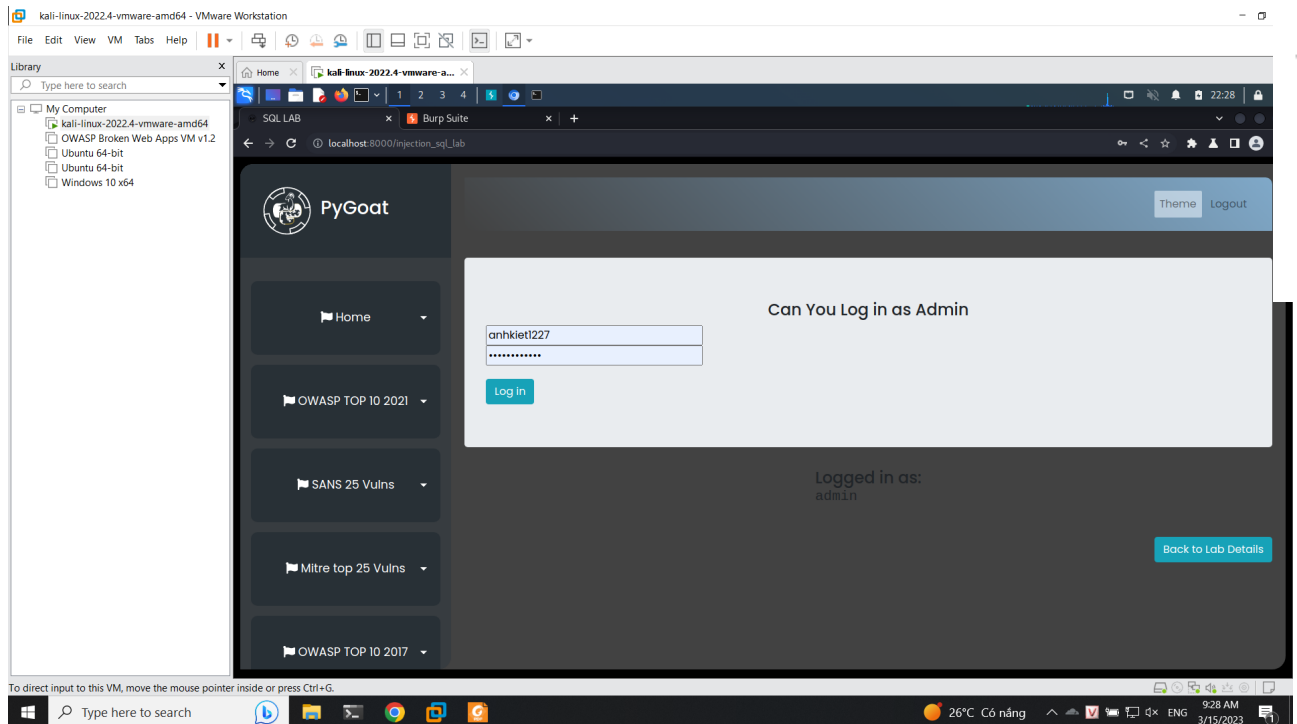 kali-linux-2022.4-vmware-amd64 - VMware Workstation
File Edit View VM Tabs Help
Library
Type here to search
My Computer
kali-linux-2022.4-vmware-amd64
OWASP Broken Web Apps VM v1.2
Ubuntu 64-bit
Ubuntu 64-bit
Windows 10 x64
Home
kali-linux-2022.4-vmware-a...
1 2 3 4
22:28
SQL LAB
Burp Suite
localhost:8000/injection_sql_lab
PyGoat
Theme
Logout
Home
OWASP TOP 10 2021
SANS 25 Vulns
Mitre top 25 Vulns
OWASP TOP 10 2017
Can You Log in as Admin
anhkiet1227
••••••••••••
Log in
Logged in as:
admin
Back to Lab Details
To direct input to this VM, move the mouse pointer inside or press Ctrl+G.
Type here to search
26°C Có nắng
ENG
9:28 AM
3/15/2023